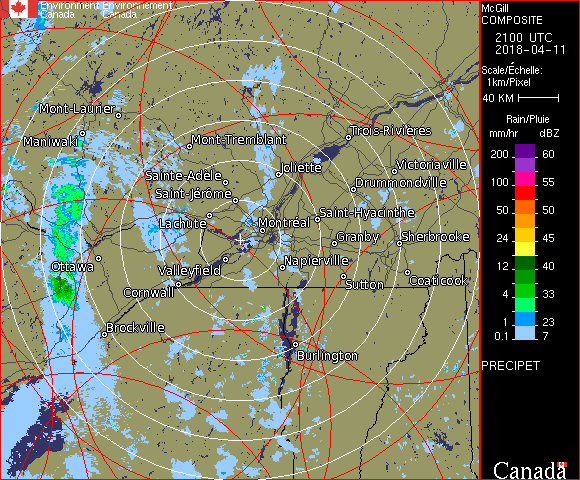 Environment Environnement
Canada Canada
McGill
COMPOSITE
2100 UTC
2018-04-11
Scale/Échelle:
1km/Pixel
40 KM
Rain/Pluie
mm/hr dBZ
200 60
100 55
50 50
24 45
12 40
4 33
1 23
0.1 7
PRECIPET
Canada
Mont-Laurier
Maniwaki
Mont-Tremblant
Trois-Rivières
Sainte-Adèle
Joliette
Victoriaville
Saint-Jérôme
Drummondville
Lachute
Saint-Hyacinthe
Montréal
Granby
Sherbrooke
Ottawa
Valleyfield
Napierville
Cornwall
Sutton
Coaticook
Brockville
Burlington